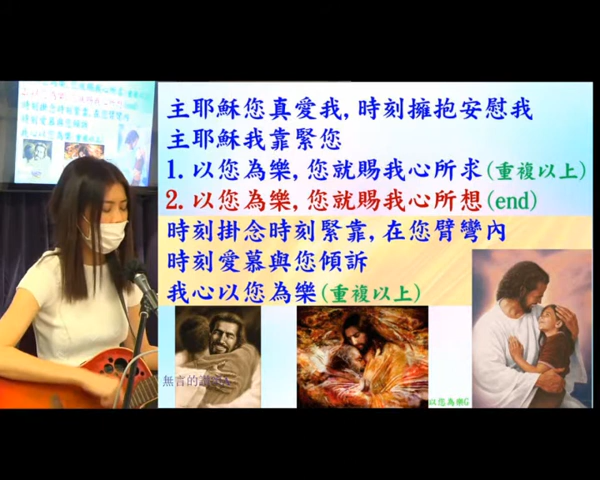 主耶穌您真愛我,時刻擁抱安慰我
主耶穌我靠緊您
1.以您為樂,您就賜我心所求(重複以上)
2.以您為樂,您就賜我心所想(end)
時刻掛念時刻緊靠,在您臂彎內
時刻愛慕與您傾訴
我心以您為樂(重複以上)
無言的
以您為樂G